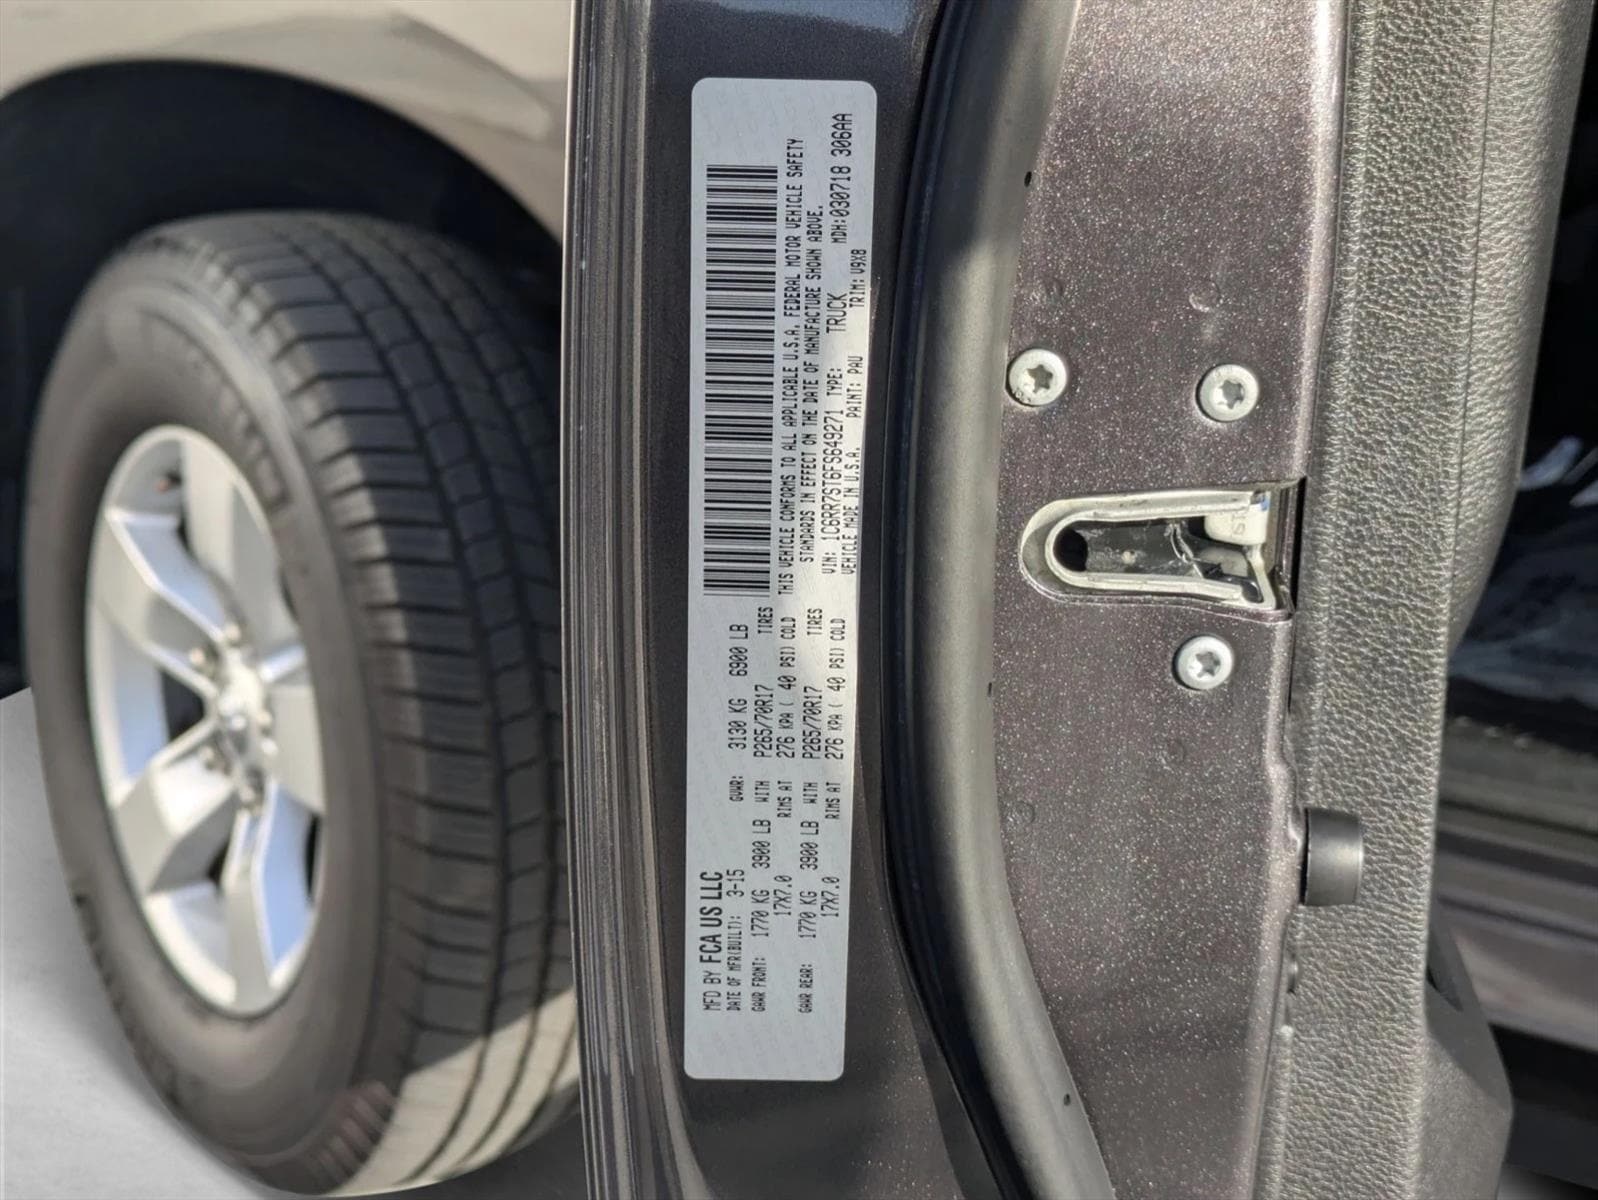 MFD BY FCA US LLC
DATE OF MFR(BUILT): 3-15 GVWR: 3130 KG 6900 LB
GAWR FRONT: 1770 KG 3900 LB WITH P265/70R17 TIRES
17X7.0 RIMS AT 276 KPA( 40 PSI) COLD
GAWR REAR: 1770 KG 3900 LB WITH P265/70R17 TIRES
17X7.0 RIMS AT 276 KPA( 40 PSI) COLD
THIS VEHICLE CONFORMS TO ALL APPLICABLE U.S.A. FEDERAL MOTOR VEHICLE SAFETY
STANDARDS IN EFFECT ON THE DATE OF MANUFACTURE SHOWN ABOVE.
VIN: 1C6RR7ST6FS649271 TYPE: TRUCK MDH:030718 306AA
VEHICLE MADE IN U.S.A. PAINT: PAU TRIM: V9X8